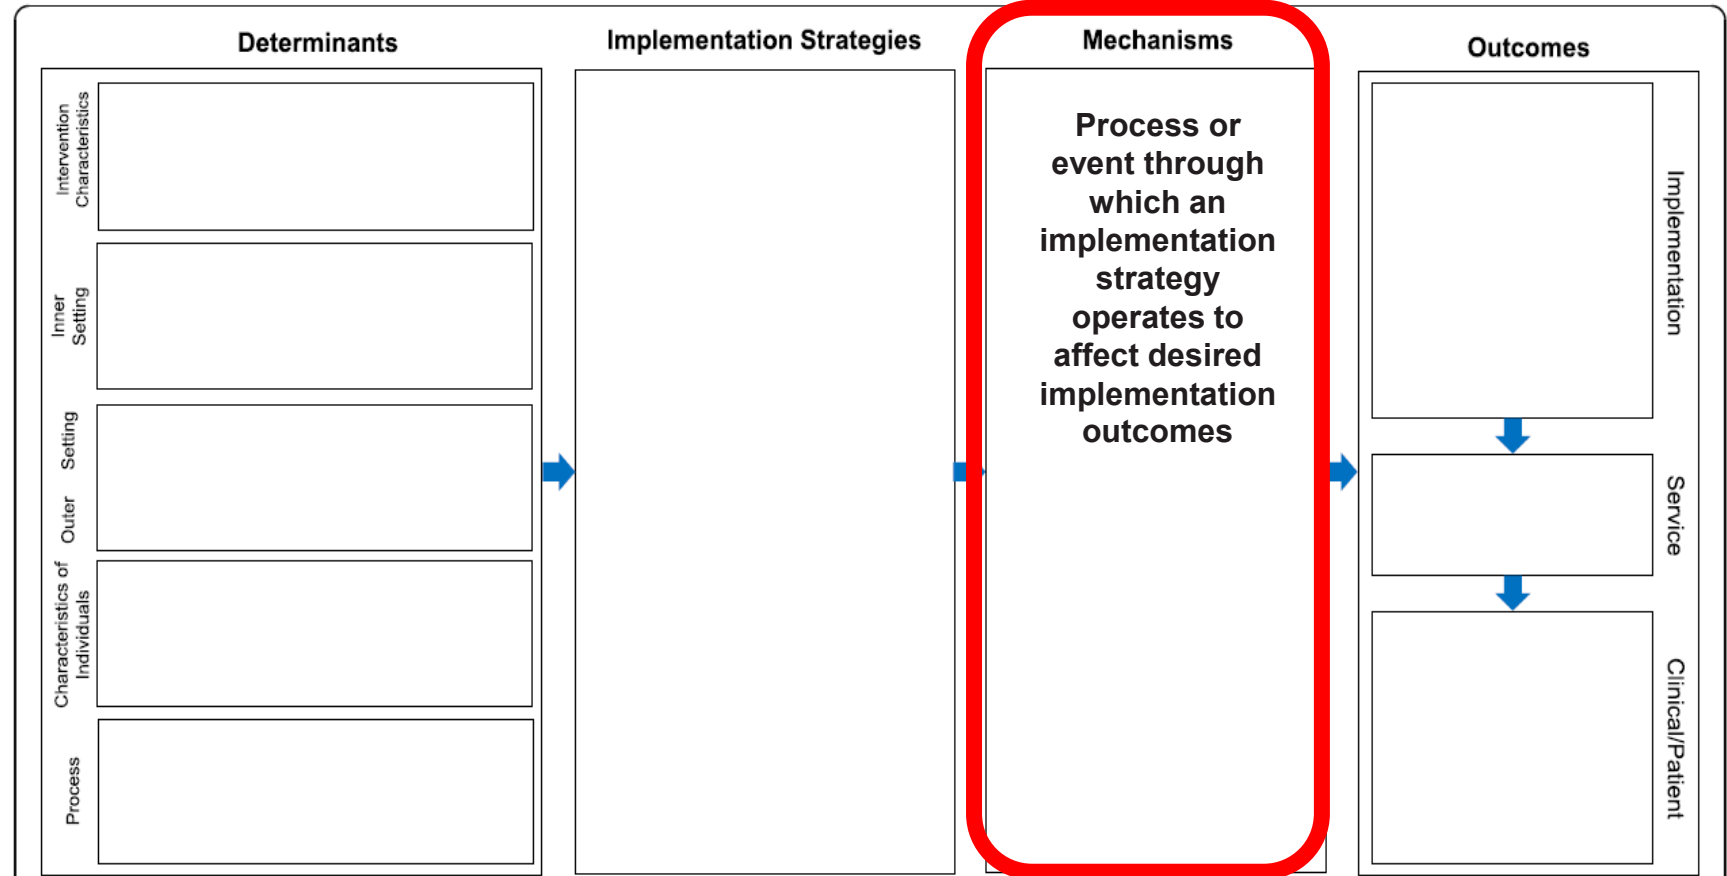 Determinants
Implementation Strategies
Mechanisms
Outcomes
Intervention
Characteristics
Inner
Setting
Outer Setting
Characteristics of
Individuals
Process
Process or
event through
which an
implementation
strategy
operates to
affect desired
implementation
outcomes
Implementation
Service
Clinical/Patient